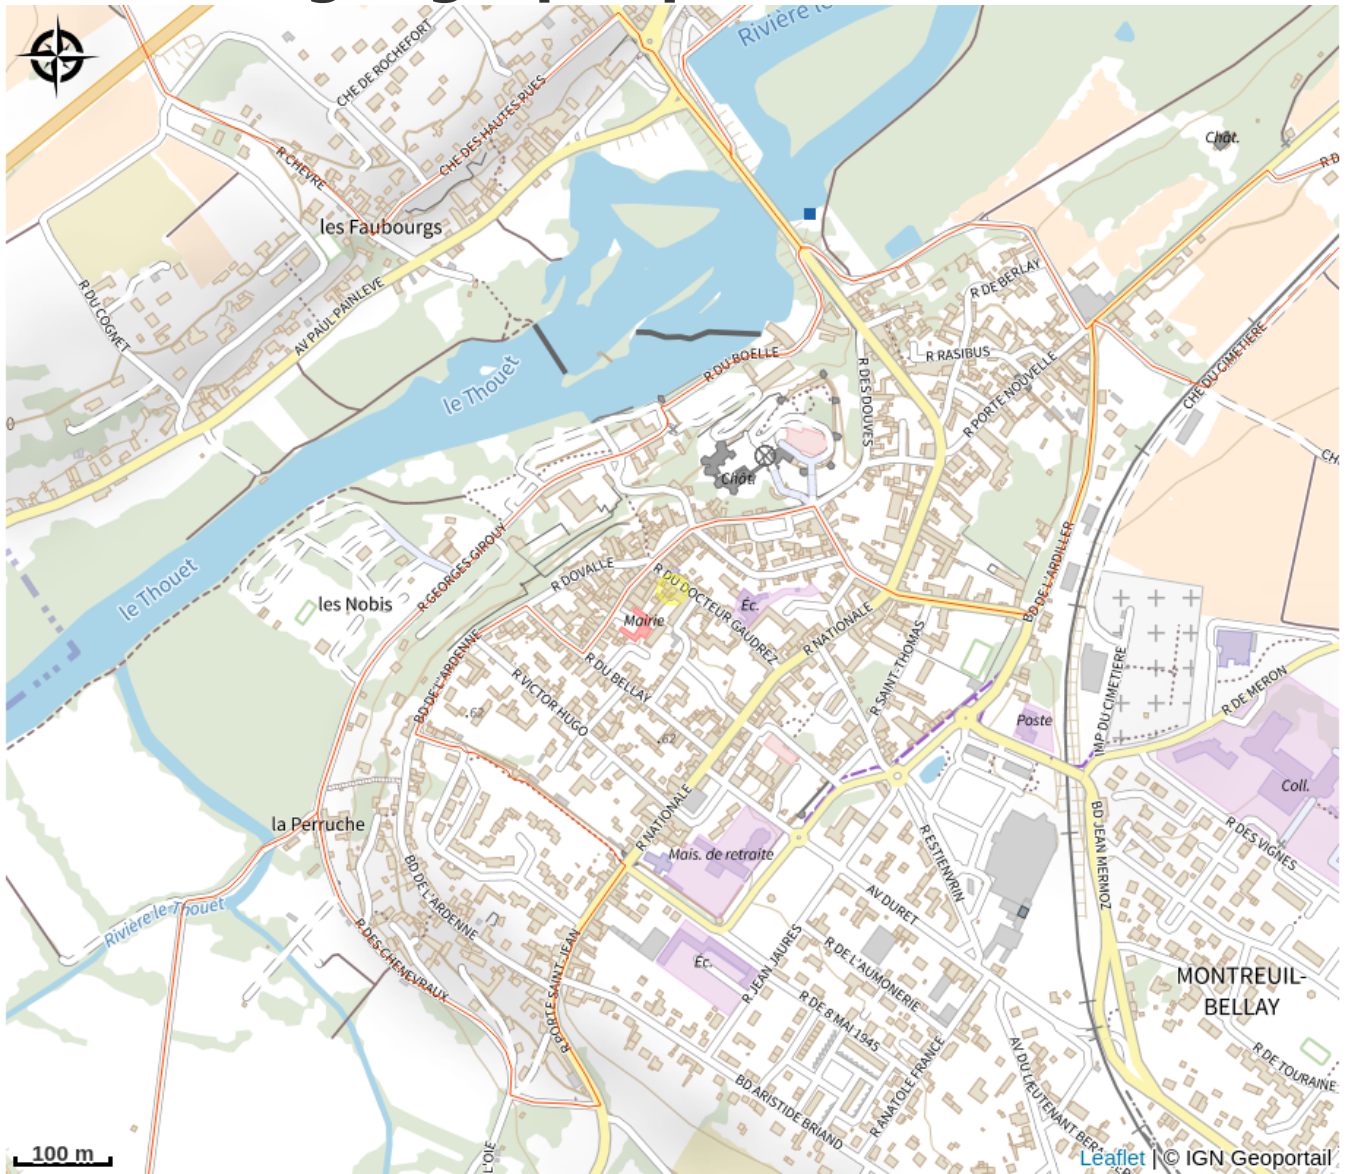 Rivière le
CHE DE ROCHEFORT
CHE DES HAUTES RUES
Chât.
R CHEVRE
R D
les Faubourgs
R DE BERLAY
R DU COGNET
AV PAUL PAINLEVE
CHE DU CIMETIERE
R DU BOELLE
R RASIBUS
le Thouet
R DES DOUVES
R PORTE NOUVELLE
Chât.
CH
R GEORGES GIROUY
R DOVALLE
le Thouet
les Nobis
R DU DOCTEUR GAUDREZ
Éc.
Mairie
R NATIONALE
BD DE L'ARDILLER
BD DE L'ARDENNE
R DU BELLAY
R VICTOR HUGO
R SAINT-THOMAS
IMP DU CIMETIERE
R DE MERON
62
62
Poste
Coll.
la Perruche
R NATIONALE
Mais. de retraite
R ESTIENVRIN
BD JEAN MERMOZ
R DES VIGNES
BD DE L'ARDENNE
AV DURET
Rivière le Thouet
R DES CHENEVRAUX
R PORTE SAINT-JEAN
Éc.
R JEAN JAURES
R DE L'AUMONERIE
MONTREUIL-
BELLAY
R DE 8 MAI 1945
R ANATOLE FRANCE
AV DU LIEUTENANT BERA
R DE TOURAINE
BD ARISTIDE BRIAND
L'OIE
100 m
Leaflet | © IGN Geoportail